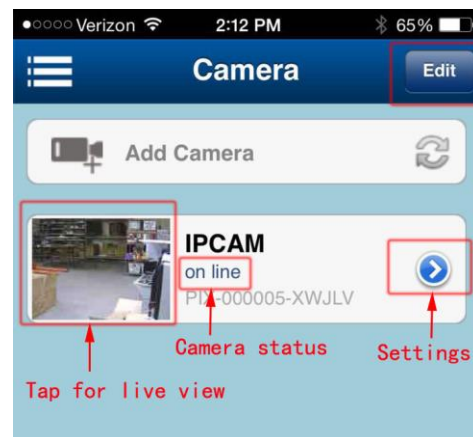 Verizon 2:12 PM 65%
Camera Edit
Add Camera
IPCAM
on line
PIX-000005-XWJLV
Camera status
Settings
Tap for live view